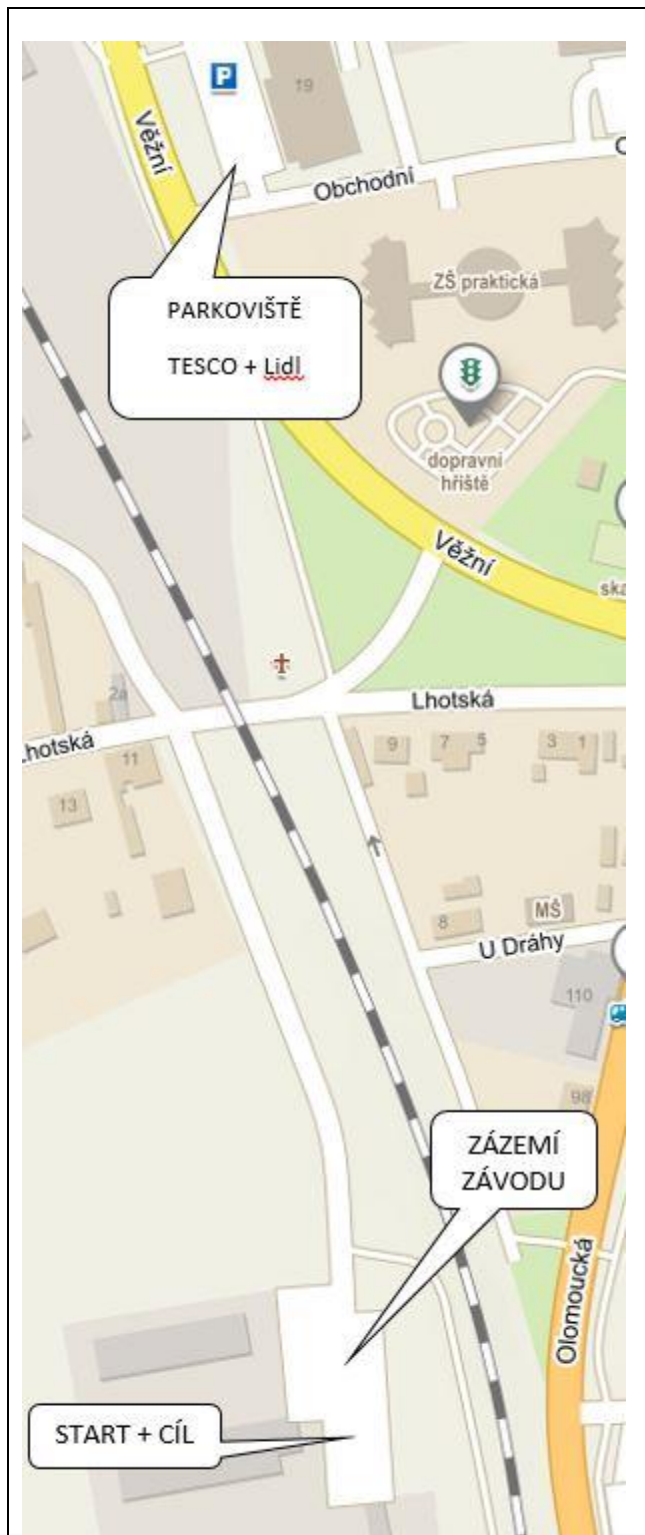 P
19
Věžní
Obchodní
ZŠ praktická
PARKOVIŠTĚ
TESCO + Lidl
dopravní
hřiště
Věžní
ska
2a
Lhotská
hotská
11
9
7
5
3
1
13
8
MŠ
U Dráhy
110
98
ZÁZEMÍ
ZÁVODU
Olomoucká
START + CÍL